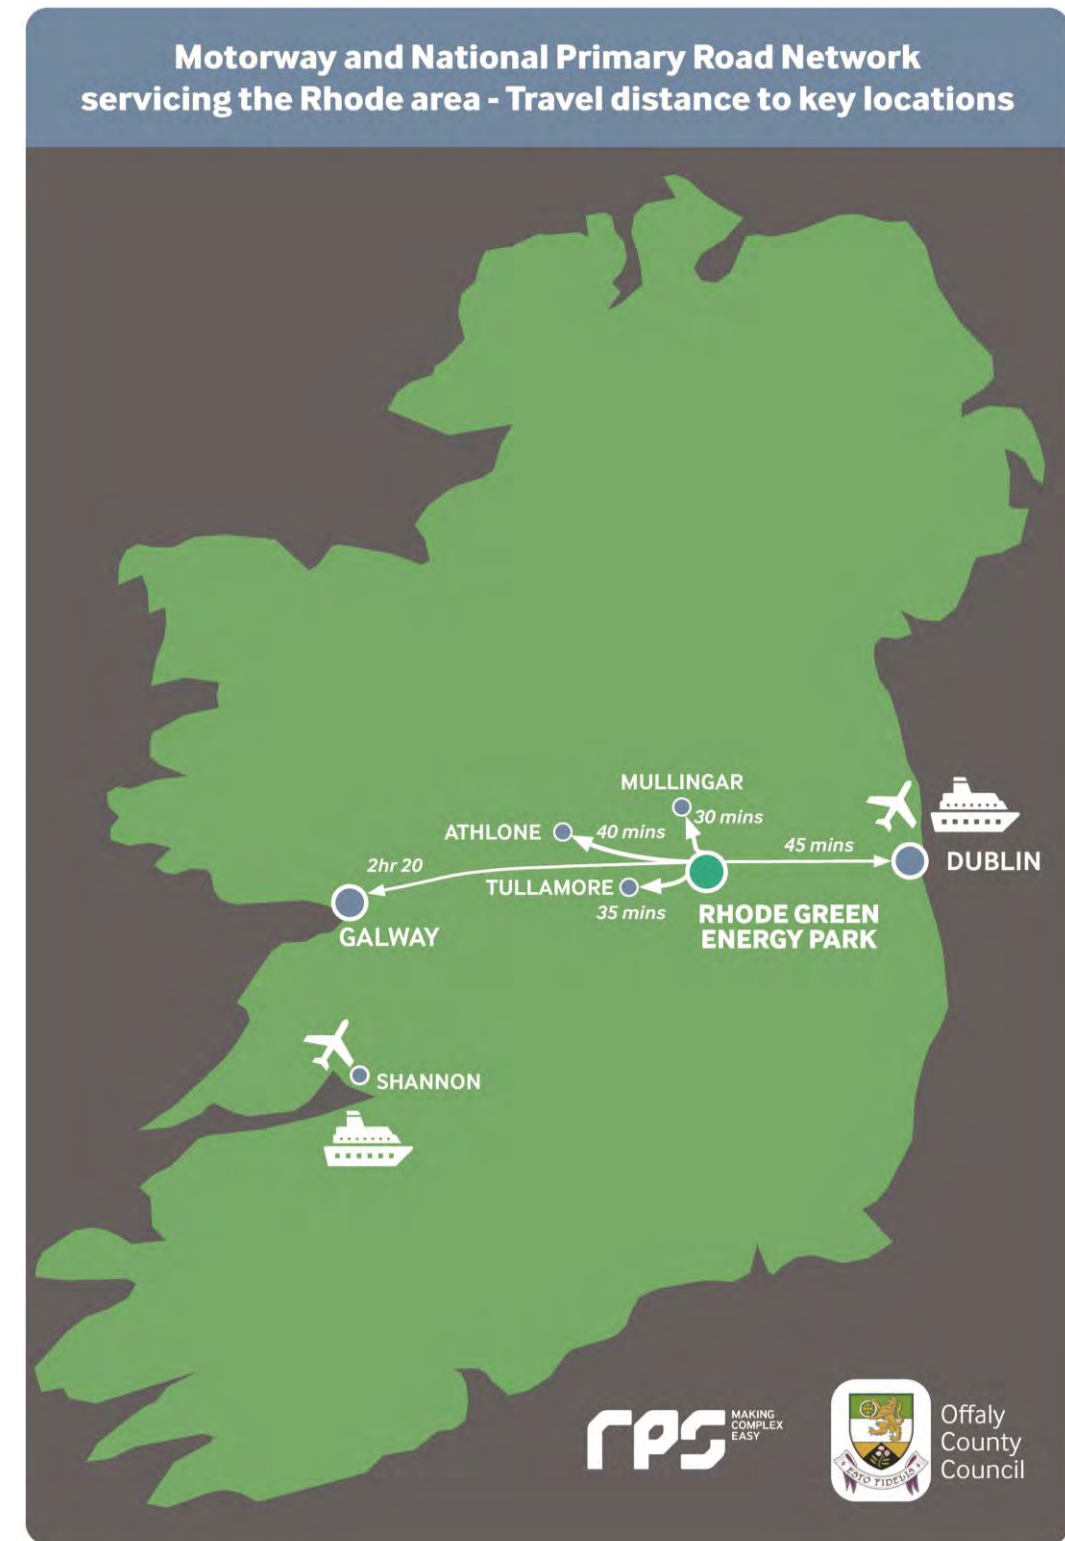 Motorway and National Primary Road Network
servicing the Rhode area - Travel distance to key locations
MULLINGAR
30 mins
ATHLONE
40 mins
45 mins
DUBLIN
2hr 20
TULLAMORE
35 mins
RHODE GREEN
ENERGY PARK
GALWAY
SHANNON
rps
MAKING
COMPLEX
EASY
Offaly
County
Council
ESTO FIDELIS